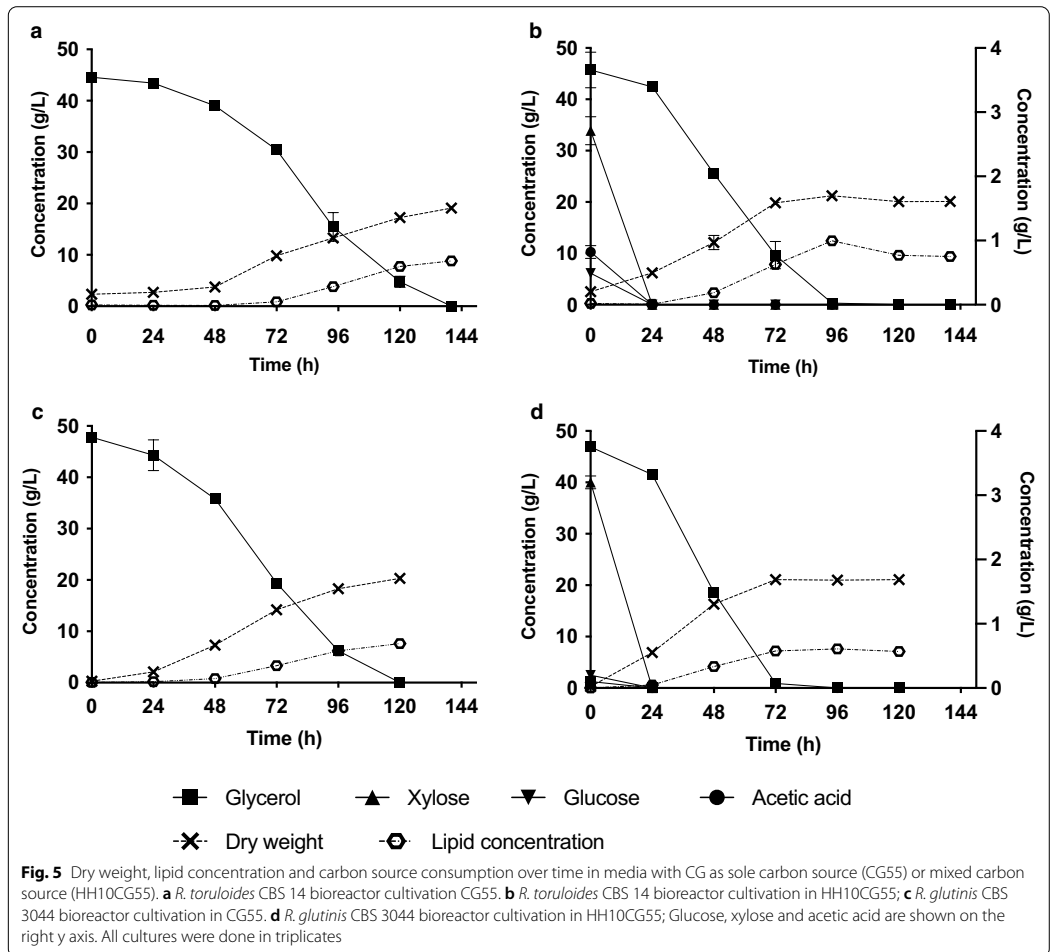 a
50
40
30
20
10
0
Concentration (g/L)
0 24 48 72 96 120 144
Time (h)
b
50
40
30
20
10
0
Concentration (g/L)
4
3
2
1
0
Concentration (g/L)
0 24 48 72 96 120 144
Time (h)
c
50
40
30
20
10
0
Concentration (g/L)
0 24 48 72 96 120 144
Time (h)
d
50
40
30
20
10
0
Concentration (g/L)
4
3
2
1
0
Concentration (g/L)
0 24 48 72 96 120 144
Time (h)
Glycerol Xylose Glucose Acetic acid
Dry weight Lipid concentration
Fig. 5 Dry weight, lipid concentration and carbon source consumption over time in media with CG as sole carbon source (CG55) or mixed carbon
source (HH10CG55). a R. toruloides CBS 14 bioreactor cultivation CG55. b R. toruloides CBS 14 bioreactor cultivation in HH10CG55; c R. glutinis CBS
3044 bioreactor cultivation in CG55. d R. glutinis CBS 3044 bioreactor cultivation in HH10CG55; Glucose, xylose and acetic acid are shown on the
right y axis. All cultures were done in triplicates